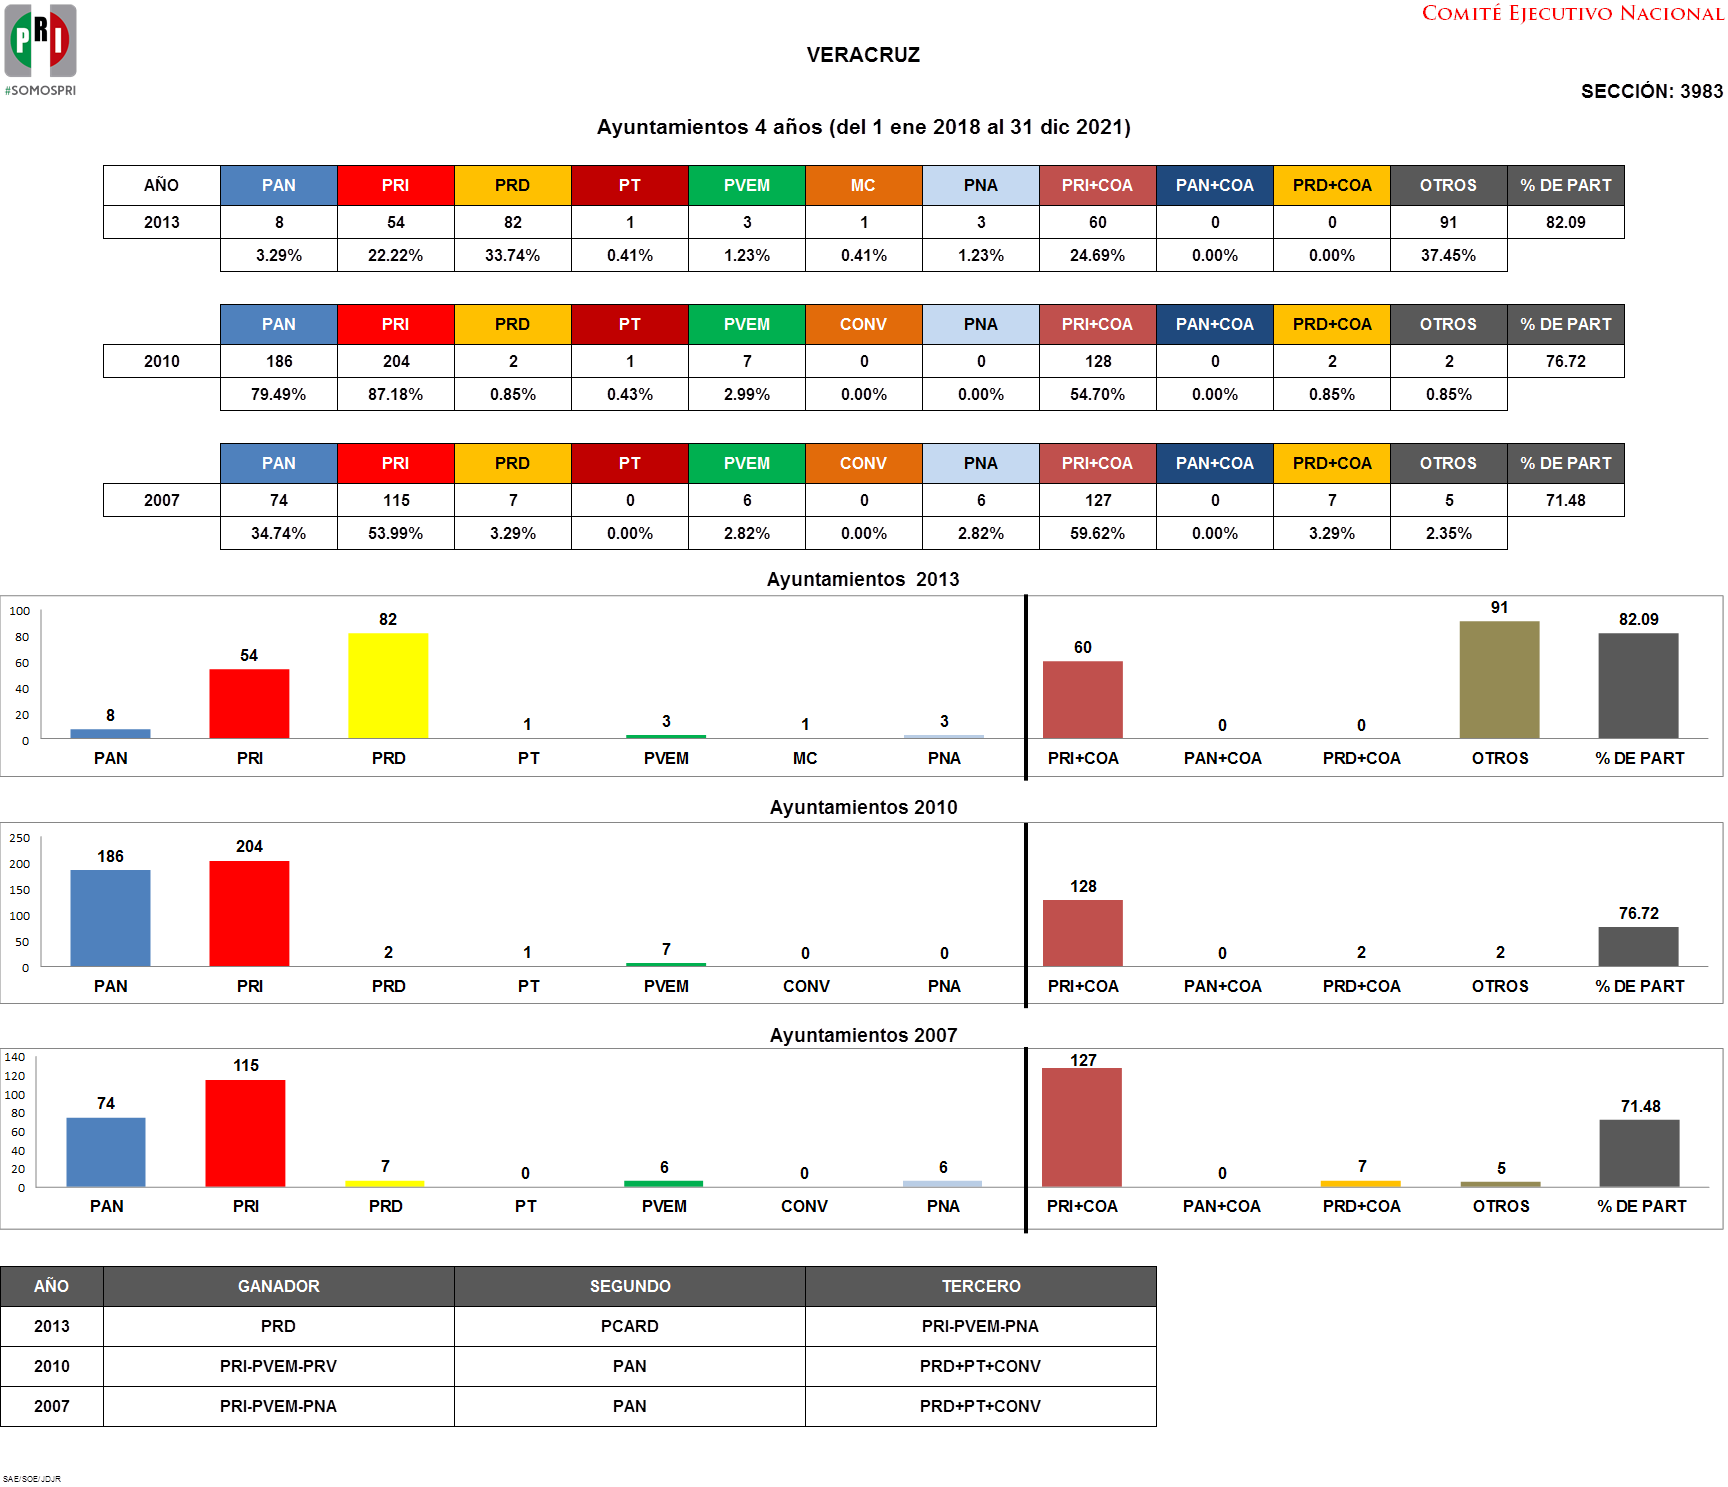 PRI
#SOMOSPRI
COMITÉ EJECUTIVO NACIONAL
VERACRUZ
SECCIÓN: 3983
Ayuntamientos 4 años (del 1 ene 2018 al 31 dic 2021)
AÑO PAN PRI PRD PT PVEM MC PNA PRI+COA PAN+COA PRD+COA OTROS % DE PART
2013 8 54 82 1 3 1 3 60 0 0 91 82.09
3.29% 22.22% 33.74% 0.41% 1.23% 0.41% 1.23% 24.69% 0.00% 0.00% 37.45%
PAN PRI PRD PT PVEM CONV PNA PRI+COA PAN+COA PRD+COA OTROS % DE PART
2010 186 204 2 1 7 0 0 128 0 2 2 76.72
79.49% 87.18% 0.85% 0.43% 2.99% 0.00% 0.00% 54.70% 0.00% 0.85% 0.85%
PAN PRI PRD PT PVEM CONV PNA PRI+COA PAN+COA PRD+COA OTROS % DE PART
2007 74 115 7 0 6 0 6 127 0 7 5 71.48
34.74% 53.99% 3.29% 0.00% 2.82% 0.00% 2.82% 59.62% 0.00% 3.29% 2.35%
Ayuntamientos 2013
100
80
60
40
20
0
8 54 82 1 3 1 3 60 0 0 91 82.09
PAN PRI PRD PT PVEM MC PNA PRI+COA PAN+COA PRD+COA OTROS % DE PART
Ayuntamientos 2010
250
200
150
100
50
0
186 204 2 1 7 0 0 128 0 2 2 76.72
PAN PRI PRD PT PVEM CONV PNA PRI+COA PAN+COA PRD+COA OTROS % DE PART
Ayuntamientos 2007
140
120
100
80
60
40
20
0
74 115 7 0 6 0 6 127 0 7 5 71.48
PAN PRI PRD PT PVEM CONV PNA PRI+COA PAN+COA PRD+COA OTROS % DE PART
AÑO GANADOR SEGUNDO TERCERO
2013 PRD PCARD PRI-PVEM-PNA
2010 PRI-PVEM-PRV PAN PRD+PT+CONV
2007 PRI-PVEM-PNA PAN PRD+PT+CONV
SAE/SOE/JDJR